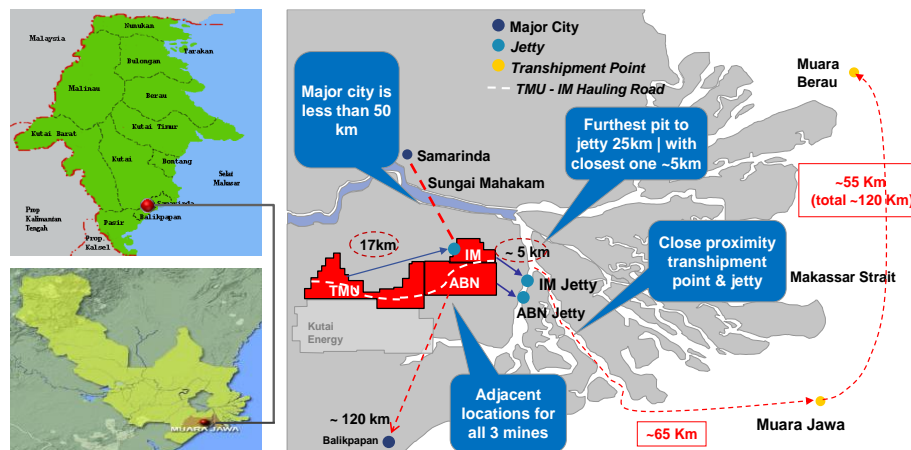 Malaysia
Nunukan
Tarakan
Bulongan
Malinau
Berau
Kutai Barat
Kutai Timur
Kutai
Bontang
Selat
Makasar
Samarinda
Balikpapan
Prop
Kalimantan
Tengah
Pasir
Prop.
Kalsel
MUARA JAWA
Major City
Jetty
Transhipment Point
TMU - IM Hauling Road
Major city is
less than 50
km
Samarinda
Sungai Mahakam
Furthest pit to
jetty 25km | with
closest one ~5km
Muara
Berau
~55 Km
(total ~120 Km)
17km
IM
~ 5 km
TMU
ABN
IM Jetty
ABN Jetty
Close proximity
transhipment
point & jetty
Makassar Strait
Kutai
Energy
Adjacent
locations for
all 3 mines
~ 120 km
Balikpapan
~65 Km
Muara Jawa